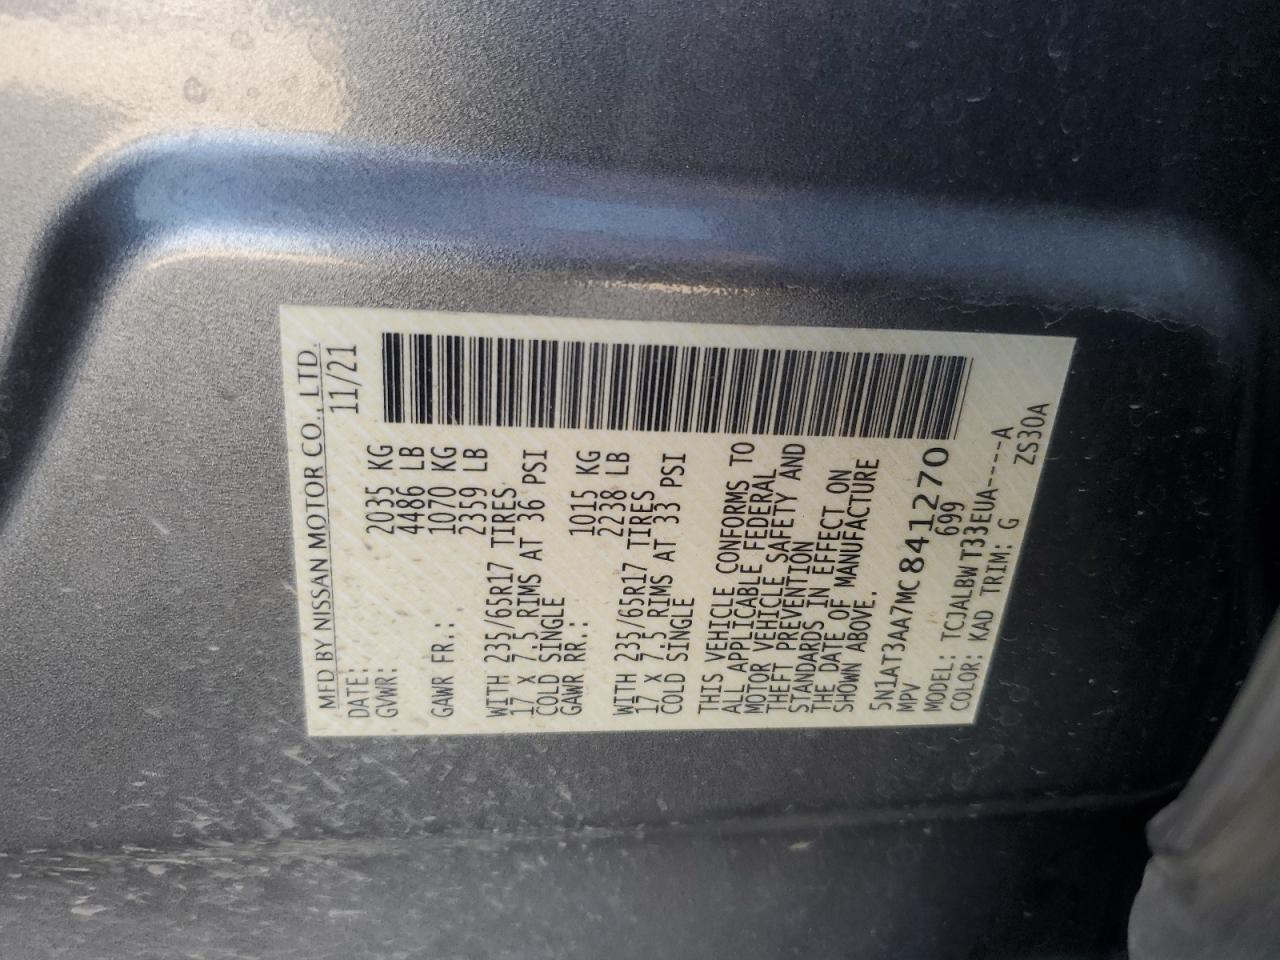 MFD BY NISSAN MOTOR CO., LTD.
DATE: 11/21
GVWR: 2035 KG
4486 LB
GAWR FR.: 1070 KG
2359 LB
WITH 235/65R17 TIRES
17 X 7.5 RIMS AT 36 PSI
COLD SINGLE
GAWR RR.: 1015 KG
2238 LB
WITH 235/65R17 TIRES
17 X 7.5 RIMS AT 33 PSI
COLD SINGLE
THIS VEHICLE CONFORMS TO
ALL APPLICABLE FEDERAL
MOTOR VEHICLE SAFETY AND
THEFT PREVENTION
STANDARDS IN EFFECT ON
THE DATE OF MANUFACTURE
SHOWN ABOVE.
5N1AT3AA7MC841270
MPV 699
MODEL: TCJALBWT33EUA----A
COLOR: KAD TRIM: G ZS30A